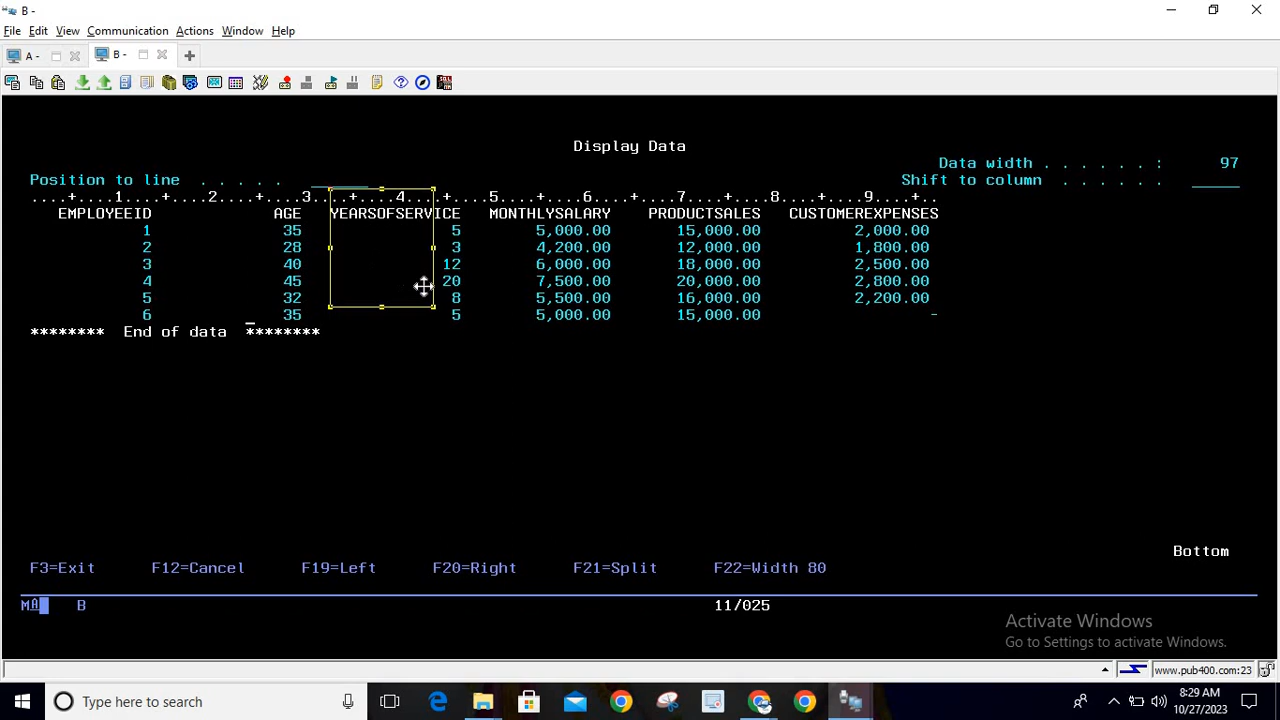 B -
File Edit View Communication Actions Window Help
A - B -
Display Data
Data width . . . . . . : 97
Position to line . . . . . Shift to column . . . . . .
....+....1....+....2....+....3....+....4....+....5....+....6....+....7....+....8....+....9....+..
EMPLOYEEID AGE YEARSOFSERVICE MONTHLYSALARY PRODUCTSALES CUSTOMEREXPENSES
1 35 5 5,000.00 15,000.00 2,000.00
2 28 3 4,200.00 12,000.00 1,800.00
3 40 12 6,000.00 18,000.00 2,500.00
4 45 20 7,500.00 20,000.00 2,800.00
5 32 8 5,500.00 16,000.00 2,200.00
6 35 5 5,000.00 15,000.00 -
******** End of data ********
Bottom
F3=Exit F12=Cancel F19=Left F20=Right F21=Split F22=Width 80
MA B 11/025
Activate Windows
Go to Settings to activate Windows.
www.pub400.com:23
Type here to search
8:29 AM
10/27/2023